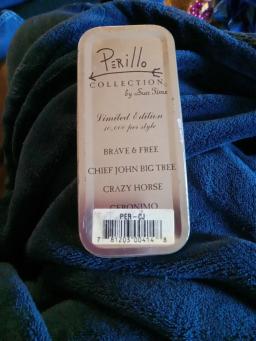 Perillo
COLLECTION
by Sun Time
Limited Edition
10,000 per style
BRAVE & FREE
CHIEF JOHN BIG TREE
CRAZY HORSE
GERONIMO
PER-CJ
7 81203 00414 8